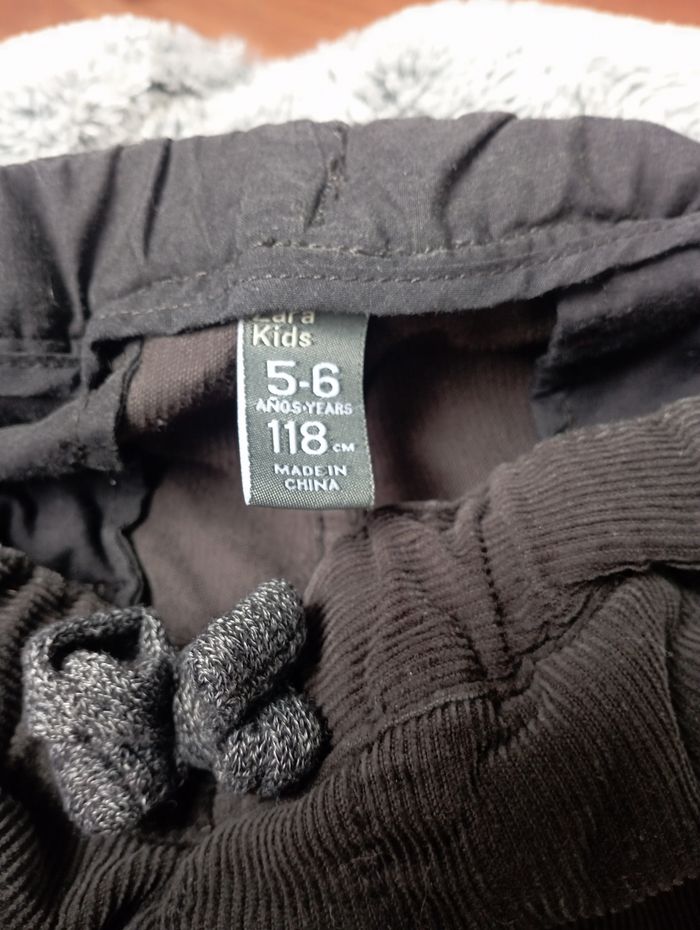 Zara
Kids
5-6
AÑOS•YEARS
118 CM
MADE IN
CHINA